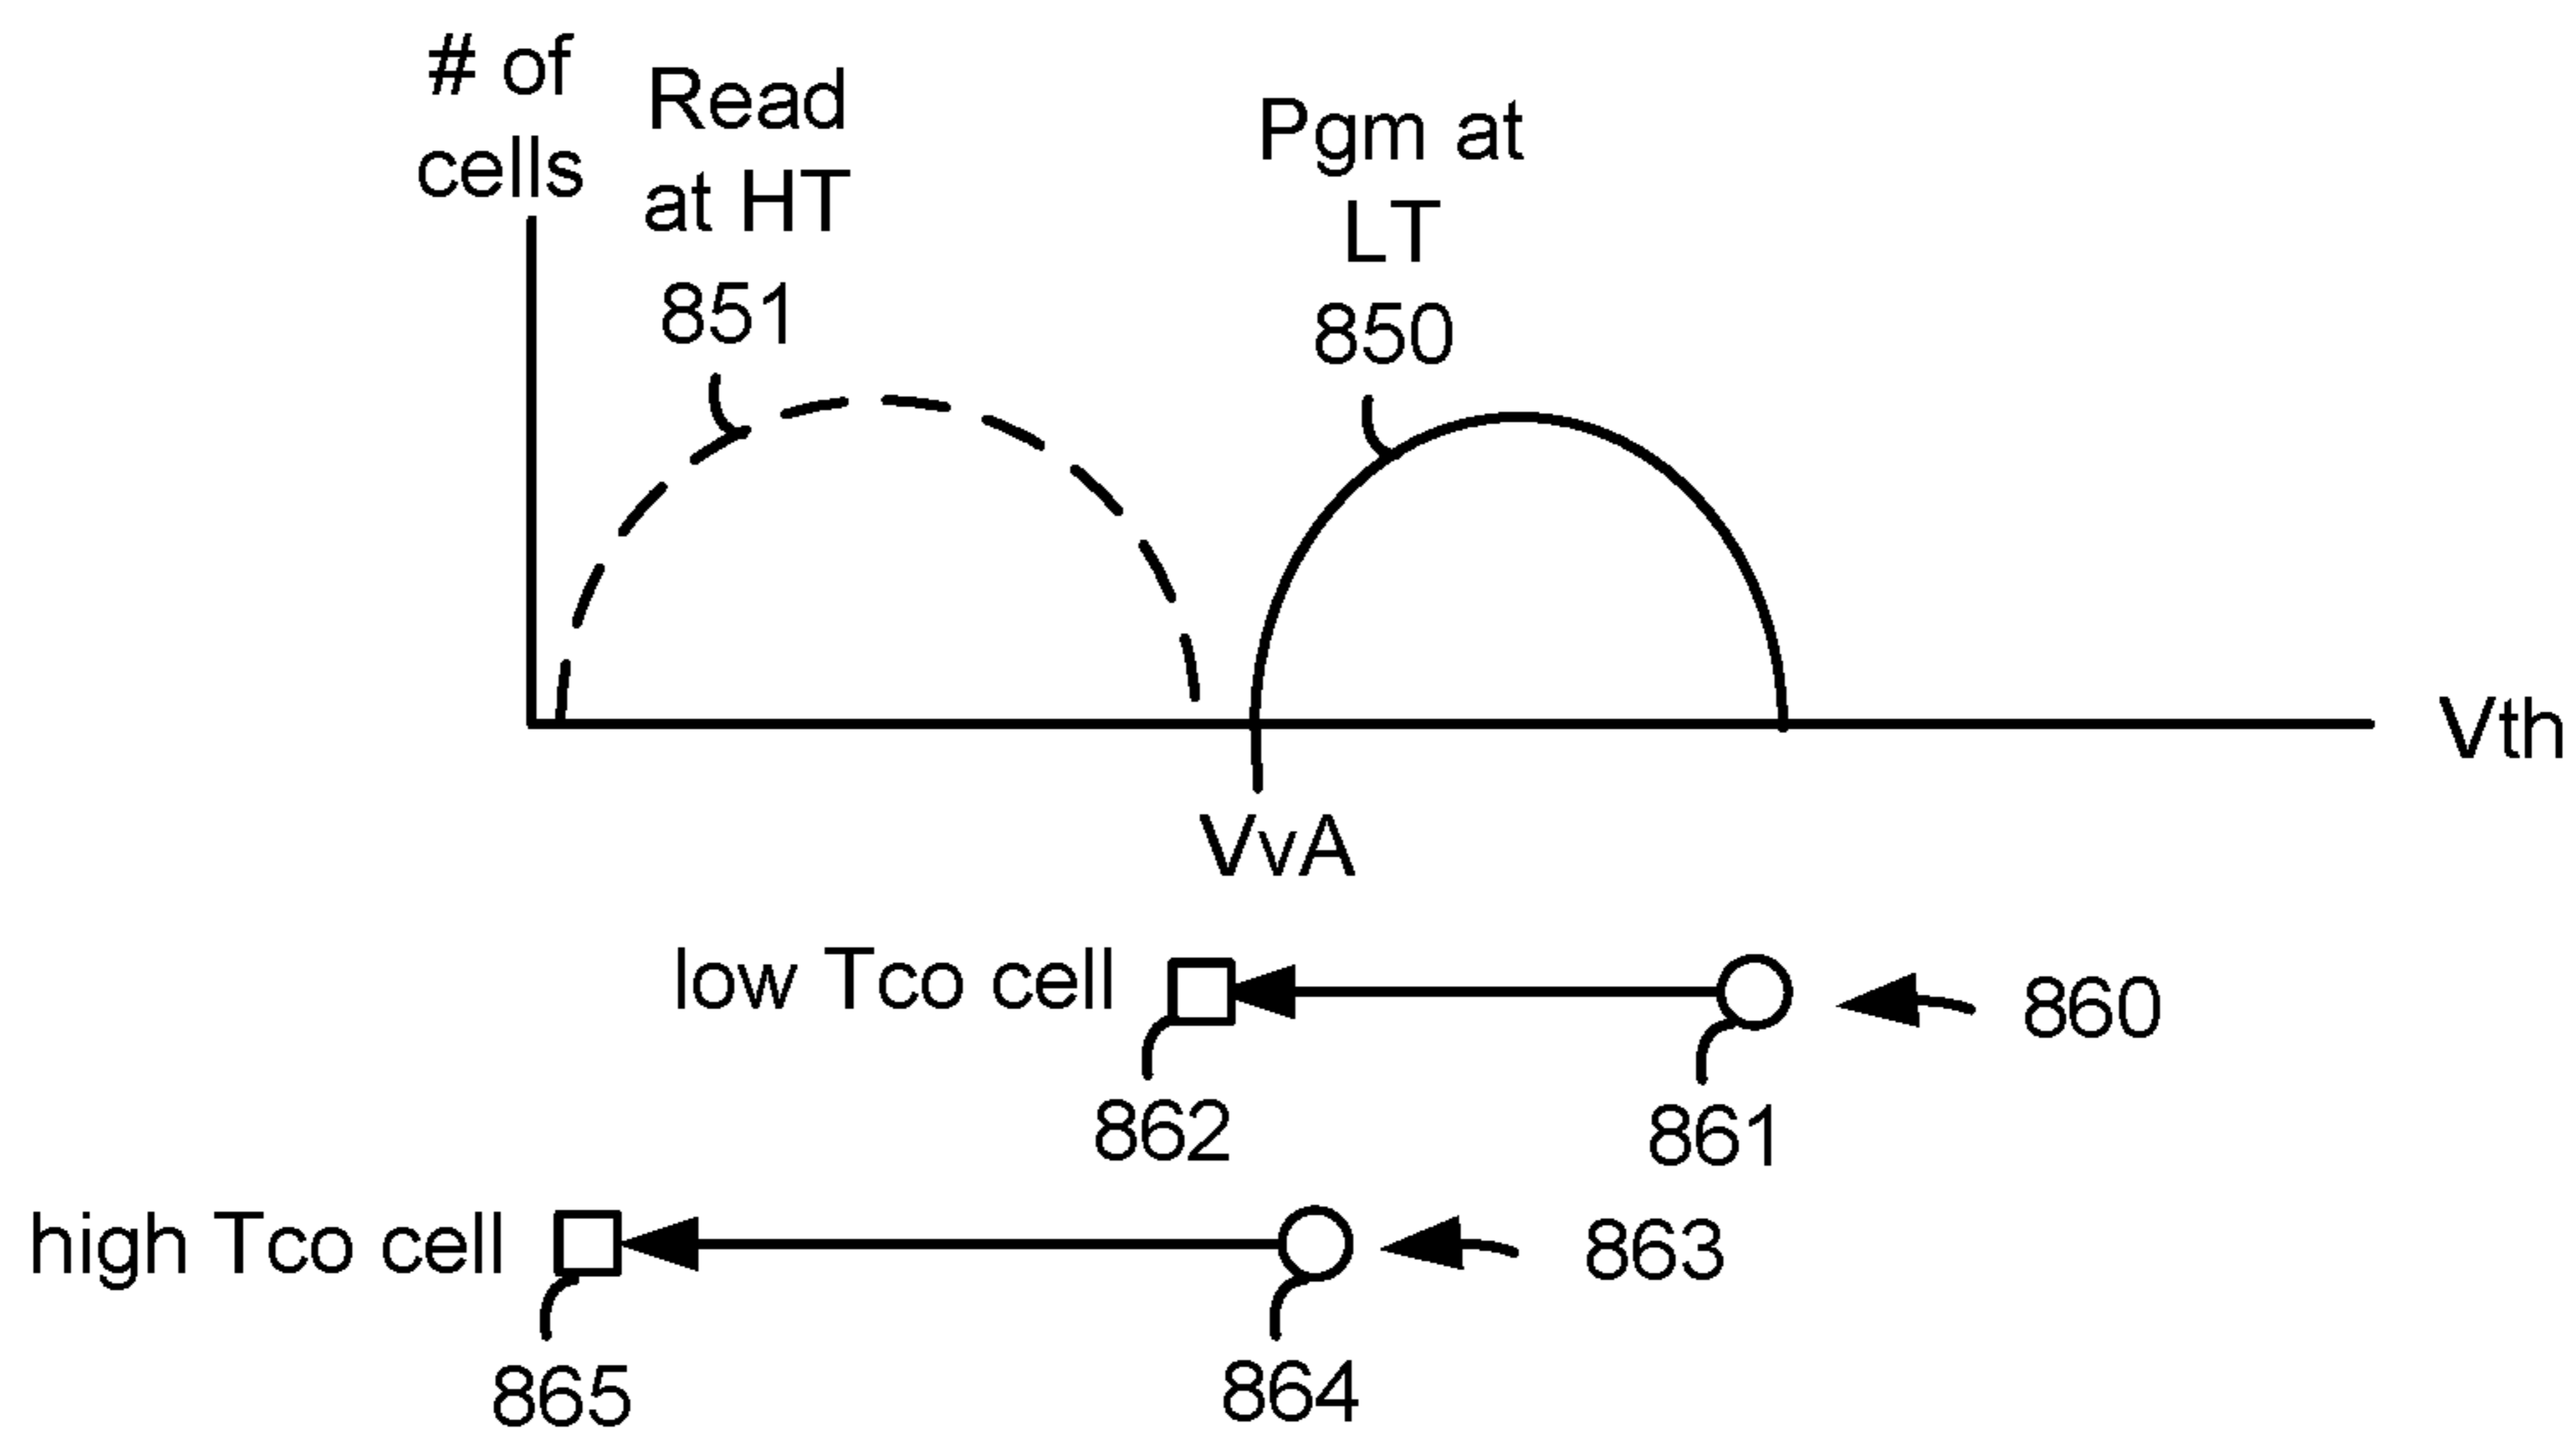 # of
cells
Read
at HT
851
Pgm at
LT
850
Vth
VvA
low Tco cell
860
862
861
high Tco cell
863
865
864